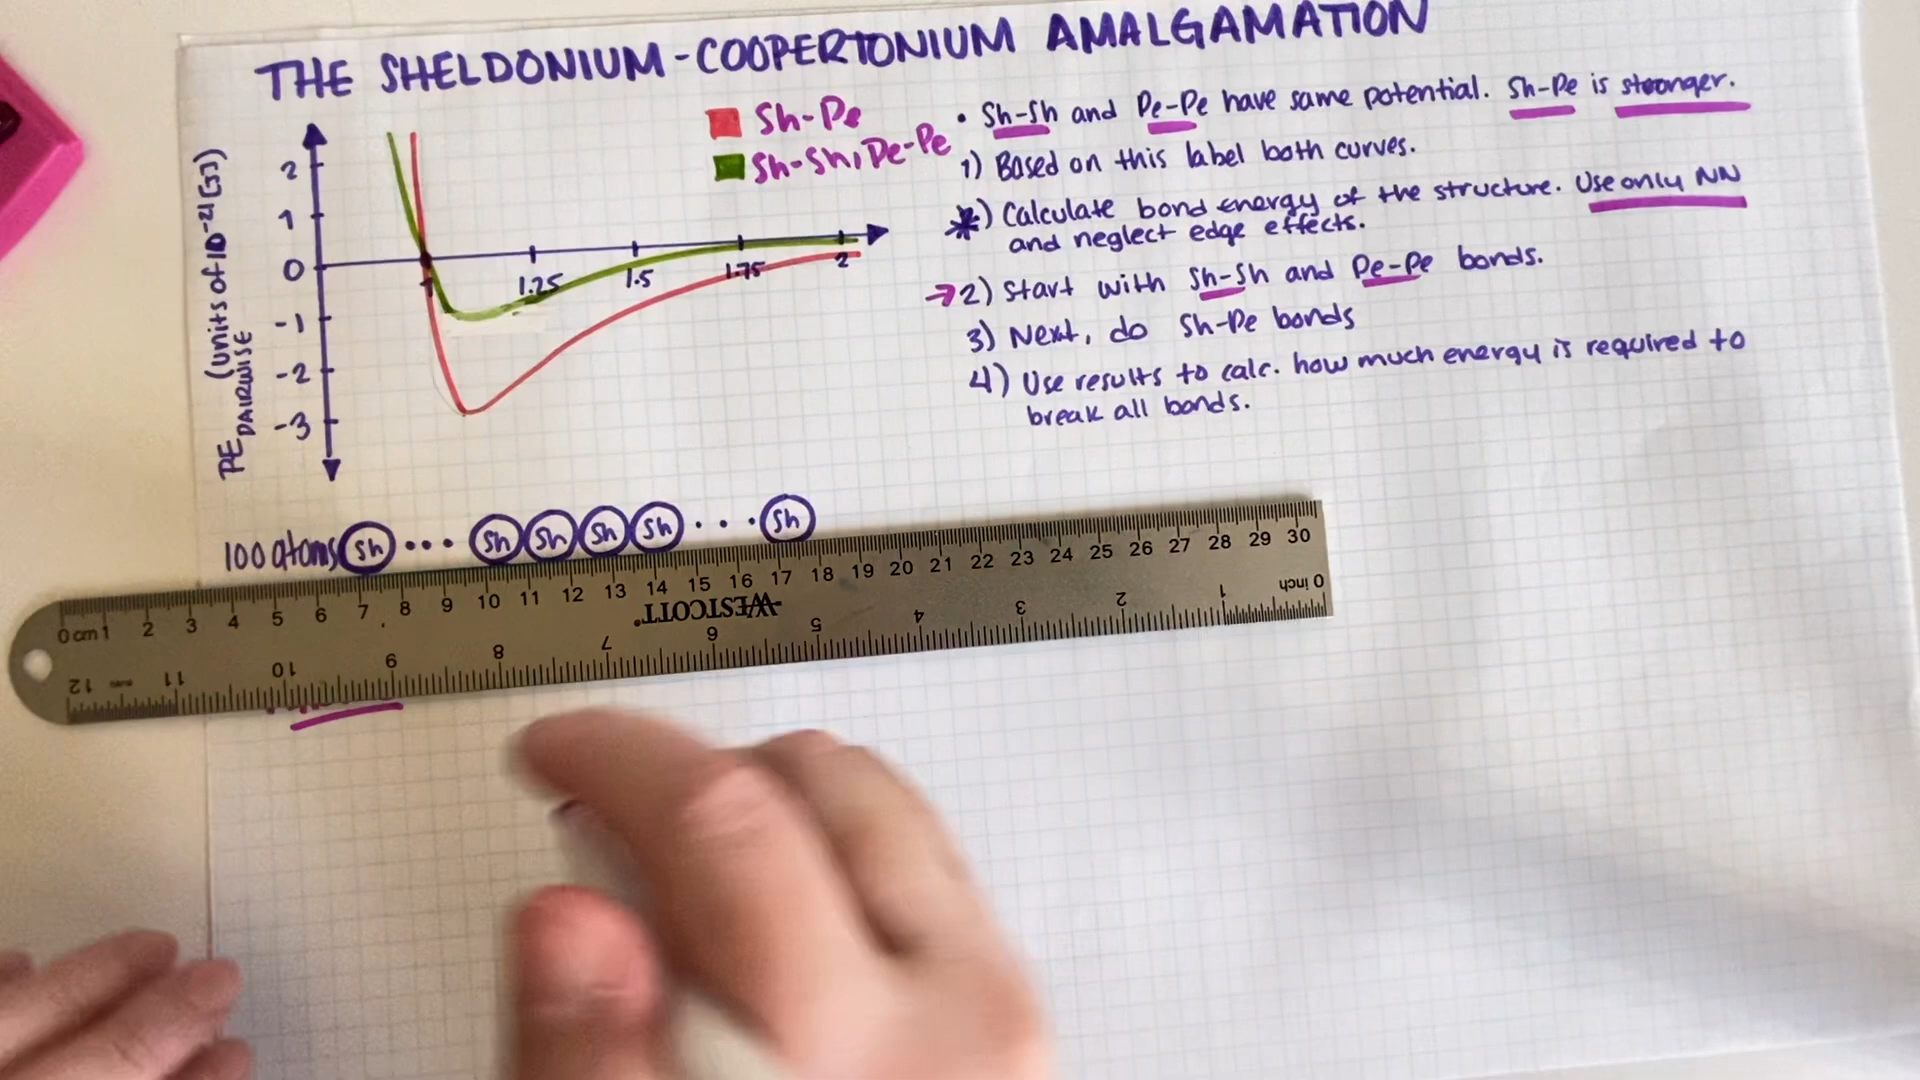 THE SHELDONIUM-COOPERTONIUM AMALGAMATION
Sh-Pe
Sh-Sh, Pe-Pe
PE PAIRWISE (units of 10^-21 [J])
2
1
0
-1
-2
-3
1 1.25 1.5 1.75 2
• Sh-Sh and Pe-Pe have same potential. Sh-Pe is stronger.
1) Based on this label both curves.
*) Calculate bond energy of the structure. Use only NN
and neglect edge effects.
→2) Start with Sh-Sh and Pe-Pe bonds.
3) Next, do Sh-Pe bonds
4) Use results to calc. how much energy is required to
break all bonds.
100 atoms Sh ... Sh Sh Sh Sh ... Sh
0 cm 1 2 3 4 5 6 7 8 9 10 11 12 13 14 15 16 17 18 19 20 21 22 23 24 25 26 27 28 29 30
WESTCOTT®
0 inch 1 2 3 4 5 6 7 8 9 10 11 12